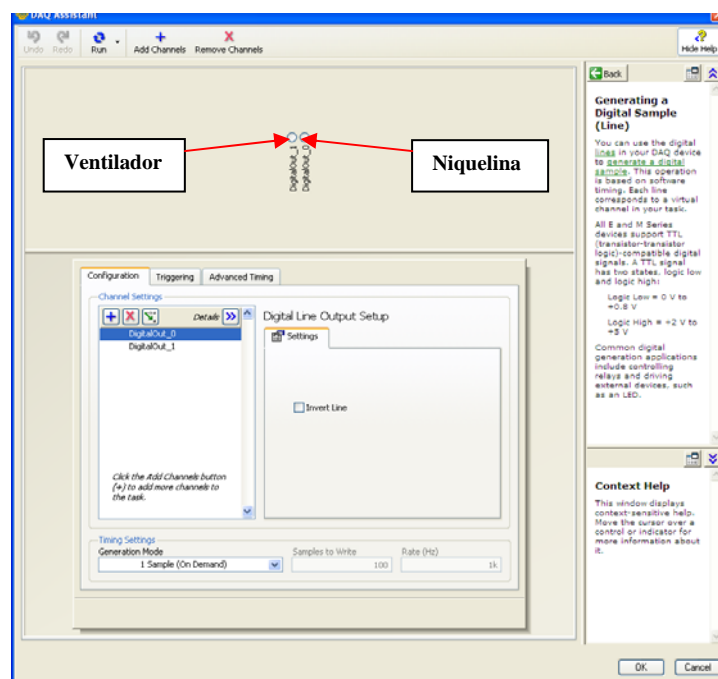 DAQ Assistant
Undo Redo Run Add Channels Remove Channels Hide Help
Ventilador
Niquelina
DigitalOut_1
DigitalOut_0
Configuration Triggering Advanced Timing
Channel Settings
Details
DigitalOut_0
DigitalOut_1
Click the Add Channels button
(+) to add more channels to
the task.
Digital Line Output Setup
Settings
Invert Line
Timing Settings
Generation Mode
1 Sample (On Demand)
Samples to Write
100
Rate (Hz)
1k
Back
Generating a
Digital Sample
(Line)
You can use the digital
lines in your DAQ device
to generate a digital
sample. This operation
is based on software
timing. Each line
corresponds to a virtual
channel in your task.
All E and M Series
devices support TTL
(transistor-transistor
logic)-compatible digital
signals. A TTL signal
has two states, logic low
and logic high:
Logic Low = 0 V to
+0.8 V
Logic High = +2 V to
+5 V
Common digital
generation applications
include controlling
relays and driving
external devices, such
as an LED.
Context Help
This window displays
context-sensitive help.
Move the cursor over a
control or indicator for
more information about
it.
OK Cancel